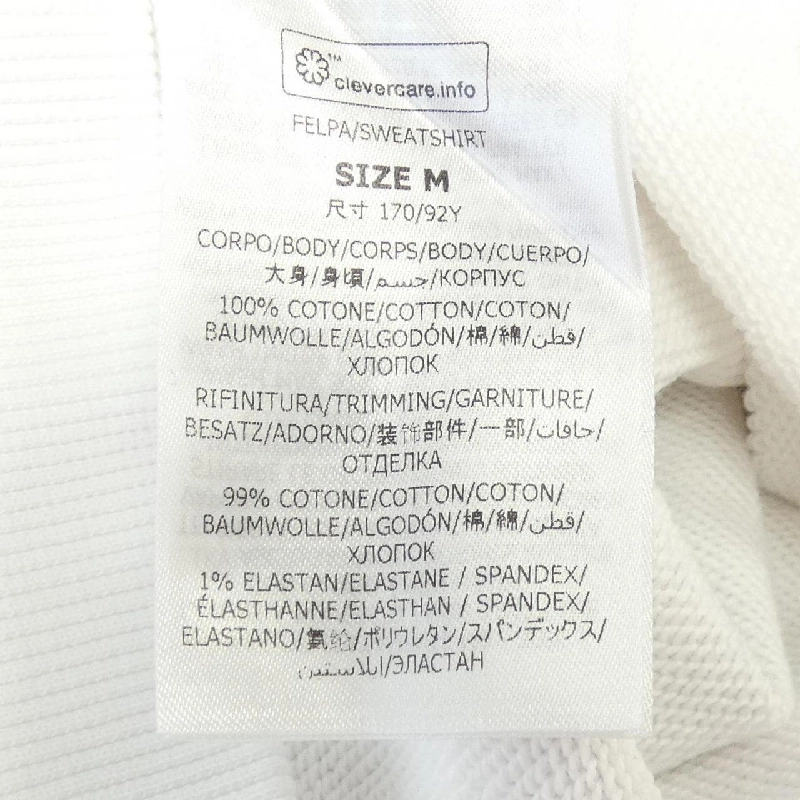 ™
clevercare.info
FELPA/SWEATSHIRT
SIZE M
尺寸 170/92Y
CORPO/BODY/CORPS/BODY/CUERPO/
大身/身頃/جسم/КОРПУС
100% COTONE/COTTON/COTON/
BAUMWOLLE/ALGODÓN/棉/綿/قطن/
ХЛОПОК
RIFINITURA/TRIMMING/GARNITURE/
BESATZ/ADORNO/装饰部件/一部/حافات/
ОТДЕЛКА
99% COTONE/COTTON/COTON/
BAUMWOLLE/ALGODÓN/棉/綿/قطن/
ХЛОПОК
1% ELASTAN/ELASTANE / SPANDEX/
ÉLASTHANNE/ELASTHAN / SPANDEX/
ELASTANO/氨纶/ポリウレタン/スパンデックス/
ايلاستين/ЭЛАСТАН